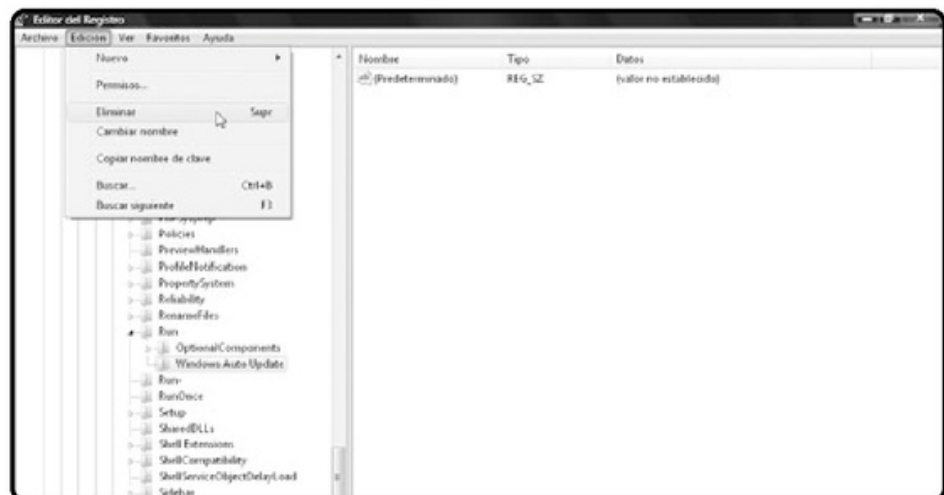 Editor del Registro
Archivo Edición Ver Favoritos Ayuda
Nuevo
Permisos...
Eliminar Supr
Cambiar nombre
Copiar nombre de clave
Buscar... Ctrl+B
Buscar siguiente F3
Nombre Tipo Datos
(Predeterminado) REG_SZ (valor no establecido)
Policies
PreviewHandlers
ProfileNotification
PropertySystem
Reliability
RenameFiles
Run
OptionalComponents
Windows Auto Update
Run-
RunOnce
Setup
SharedDLLs
Shell Extensions
ShellCompatibility
ShellServiceObjectDelayLoad
Sidebar